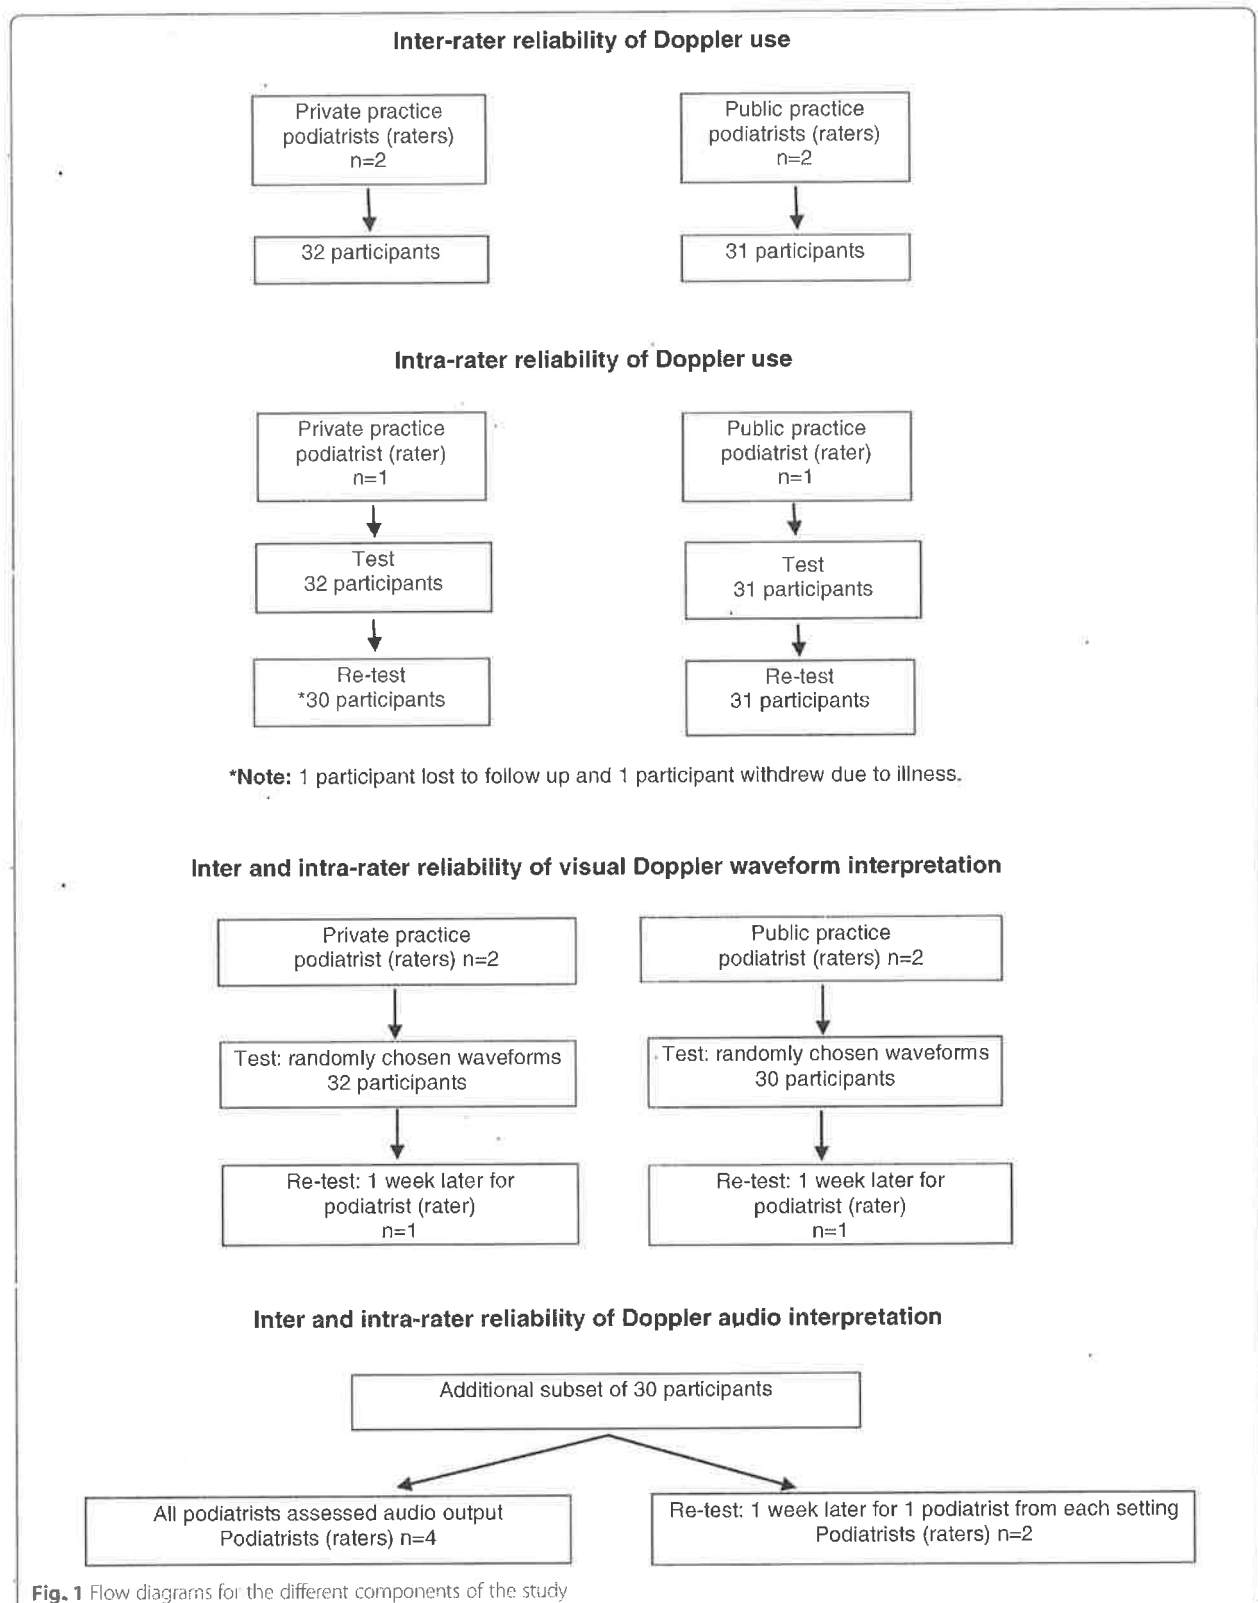 Inter-rater reliability of Doppler use
Private practice
podiatrists (raters)
n=2
Public practice
podiatrists (raters)
n=2
32 participants
31 participants
Intra-rater reliability of Doppler use
Private practice
podiatrist (rater)
n=1
Public practice
podiatrist (rater)
n=1
Test
32 participants
Test
31 participants
Re-test
*30 participants
Re-test
31 participants
*Note: 1 participant lost to follow up and 1 participant withdrew due to illness.
Inter and intra-rater reliability of visual Doppler waveform interpretation
Private practice
podiatrist (raters) n=2
Public practice
podiatrist (raters) n=2
Test: randomly chosen waveforms
32 participants
Test: randomly chosen waveforms
30 participants
Re-test: 1 week later for
podiatrist (rater)
n=1
Re-test: 1 week later for
podiatrist (rater)
n=1
Inter and intra-rater reliability of Doppler audio interpretation
Additional subset of 30 participants
All podiatrists assessed audio output
Podiatrists (raters) n=4
Re-test: 1 week later for 1 podiatrist from each setting
Podiatrists (raters) n=2
Fig. 1 Flow diagrams for the different components of the study